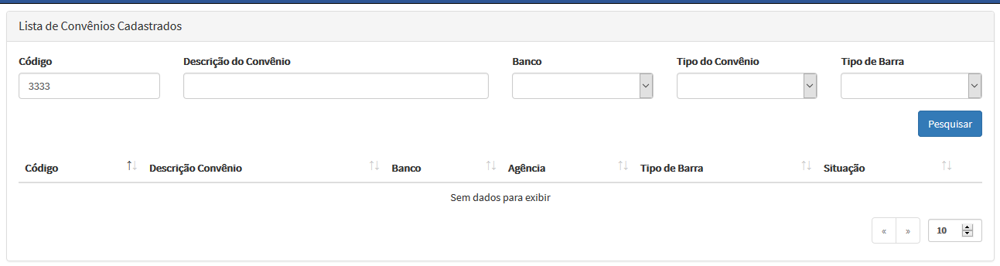 Lista de Convênios Cadastrados
Código Descrição do Convênio Banco Tipo do Convênio Tipo de Barra
3333
Pesquisar
Código Descrição Convênio Banco Agência Tipo de Barra Situação
Sem dados para exibir
« » 10